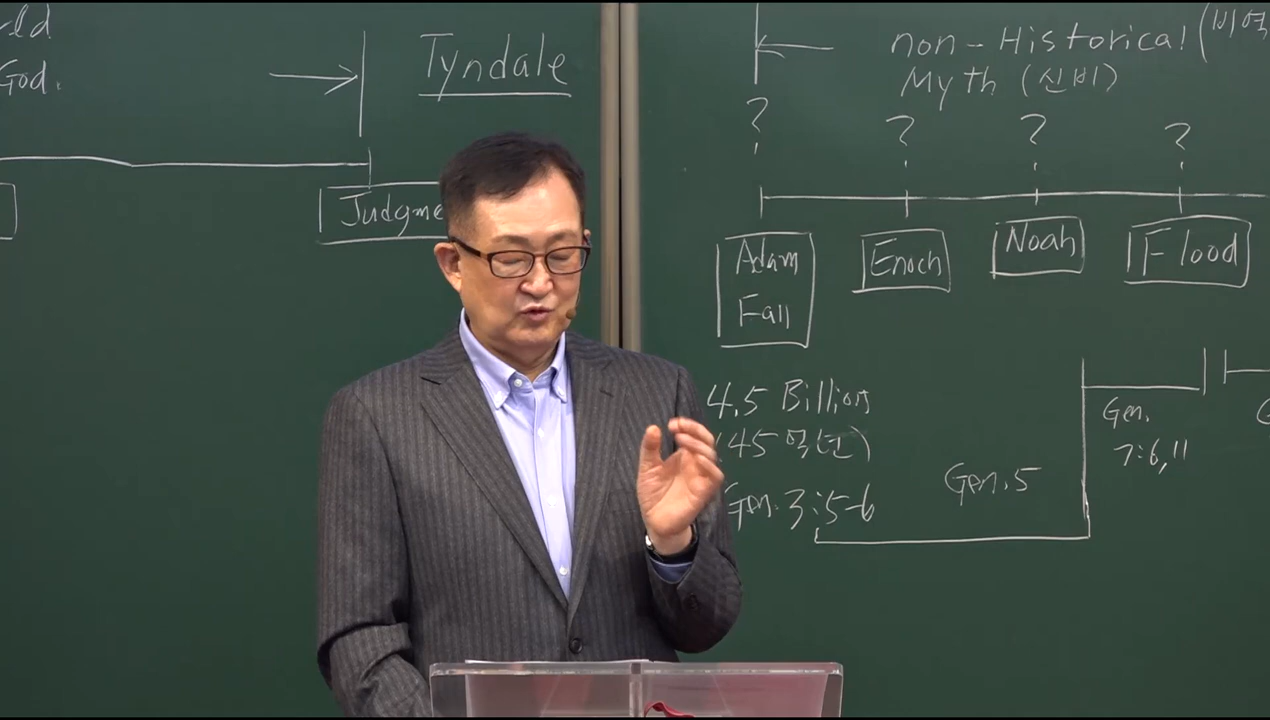 God.
Tyndale
non-Historical
Myth (신비)
? ? ? ?
Adam Enoch Noah Flood
Fall
Judgme
4.5 Billion
45억년)
Gen. 3:5-6
Gen. 5
Gen.
7:6, 11